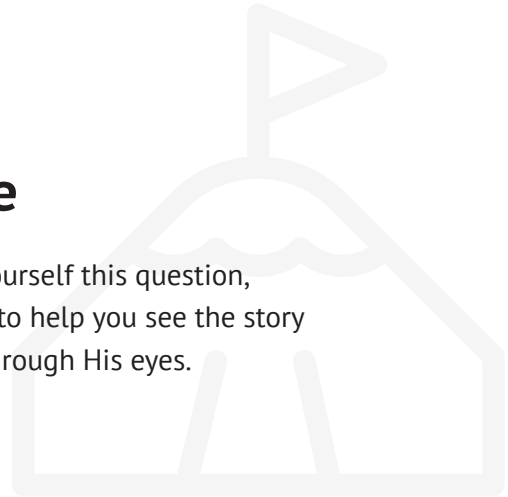 e
ourself this question,
to help you see the story
rough His eyes.